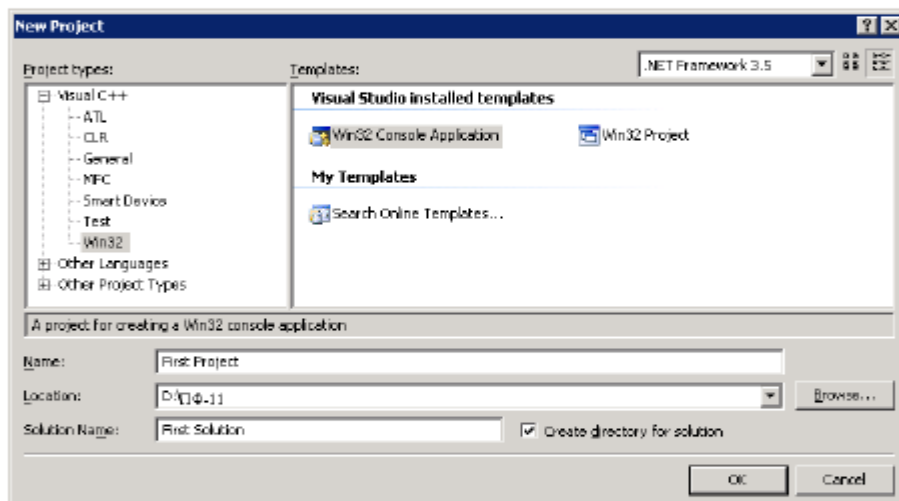 New Project
Project types:
Templates:
.NET Framework 3.5
Visual C++
ATL
CLR
General
MFC
Smart Device
Test
Win32
Other Languages
Other Project Types
Visual Studio installed templates
Win32 Console Application
Win32 Project
My Templates
Search Online Templates...
A project for creating a Win32 console application
Name:
First Project
Location:
D:\ПФ-11
Browse...
Solution Name:
First Solution
Create directory for solution
OK
Cancel